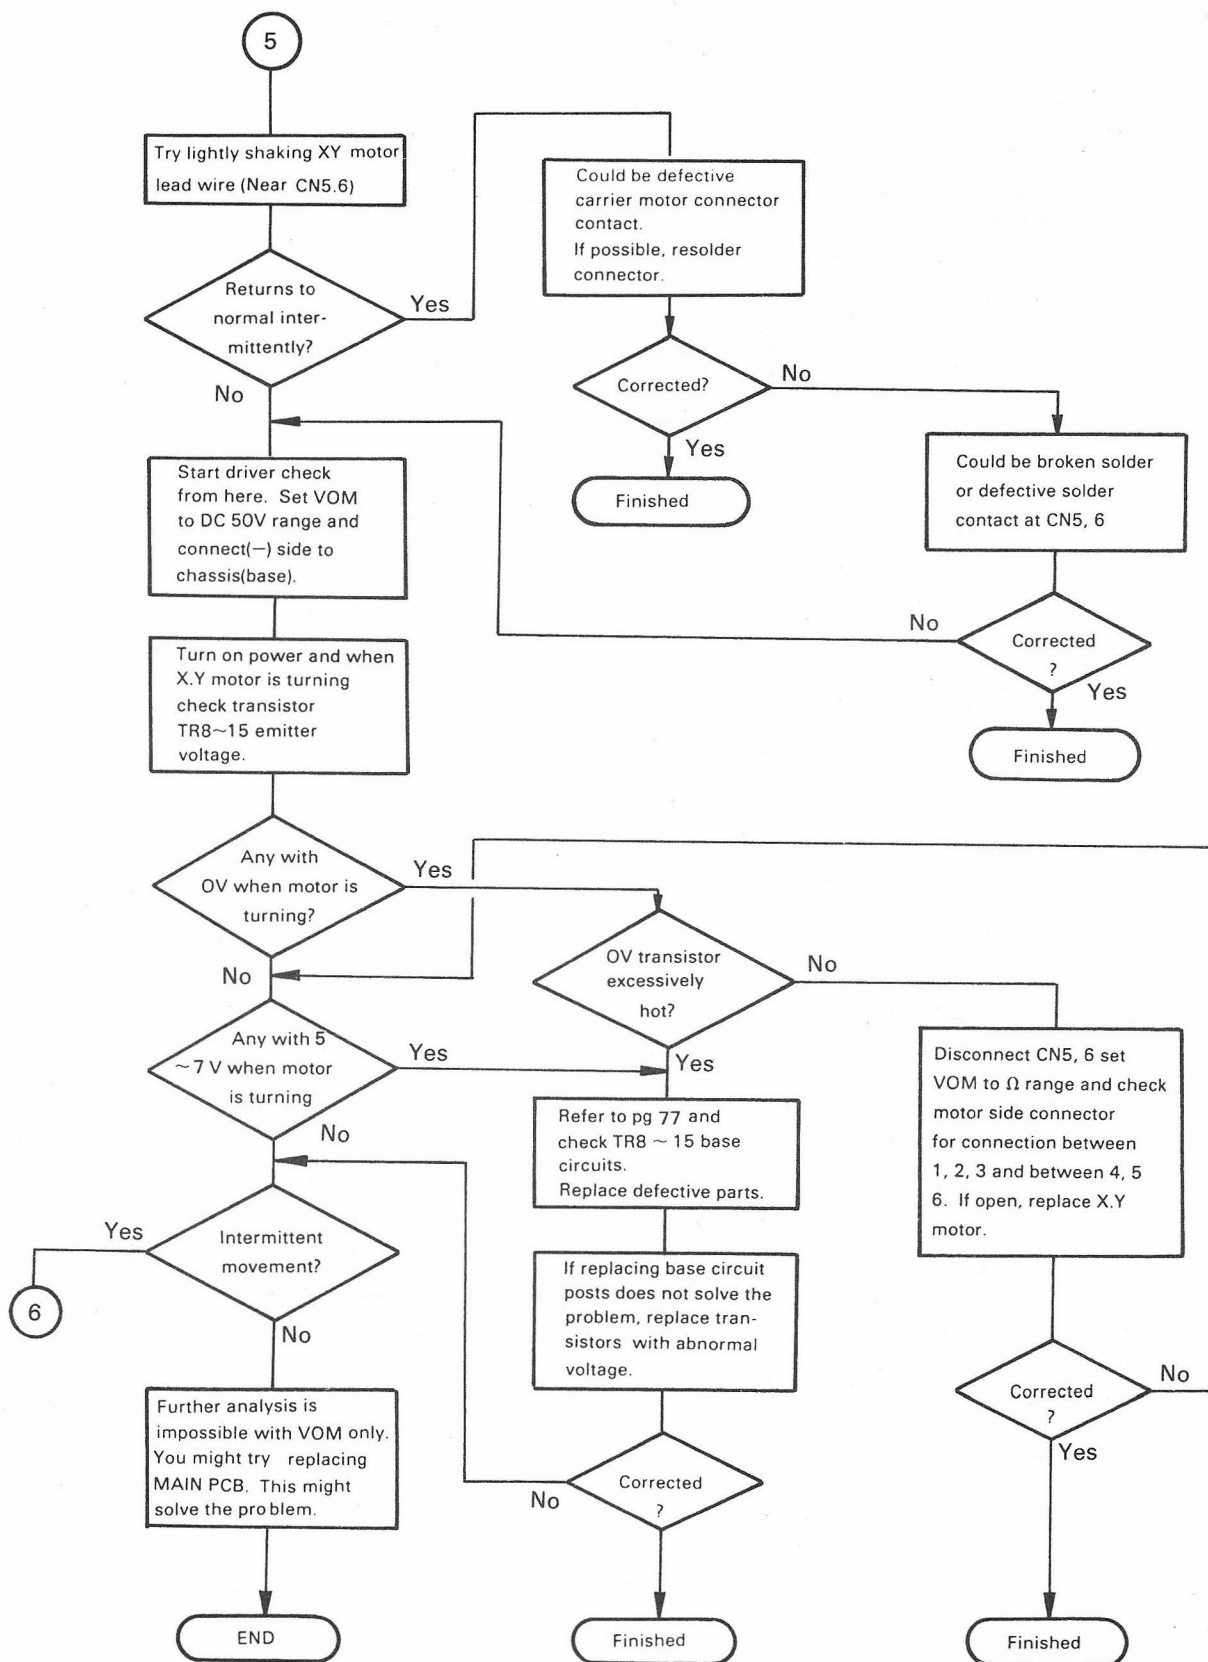 5
Try lightly shaking XY motor
lead wire (Near CN5.6)
Returns to
normal inter-
mittently?
Yes
No
Could be defective
carrier motor connector
contact.
If possible, resolder
connector.
Corrected?
No
Yes
Finished
Could be broken solder
or defective solder
contact at CN5, 6
Corrected
?
No
Yes
Finished
Start driver check
from here. Set VOM
to DC 50V range and
connect(—) side to
chassis(base).
Turn on power and when
X.Y motor is turning
check transistor
TR8~15 emitter
voltage.
Any with
OV when motor is
turning?
Yes
No
OV transistor
excessively
hot?
No
Yes
Any with 5
~7 V when motor
is turning
Yes
No
Refer to pg 77 and
check TR8 ~ 15 base
circuits.
Replace defective parts.
Disconnect CN5, 6 set
VOM to Ω range and check
motor side connector
for connection between
1, 2, 3 and between 4, 5
6. If open, replace X.Y
motor.
Intermittent
movement?
Yes
6
No
If replacing base circuit
posts does not solve the
problem, replace tran-
sistors with abnormal
voltage.
Corrected
?
No
Yes
Further analysis is
impossible with VOM only.
You might try replacing
MAIN PCB. This might
solve the problem.
Corrected
?
No
END
Finished
Finished